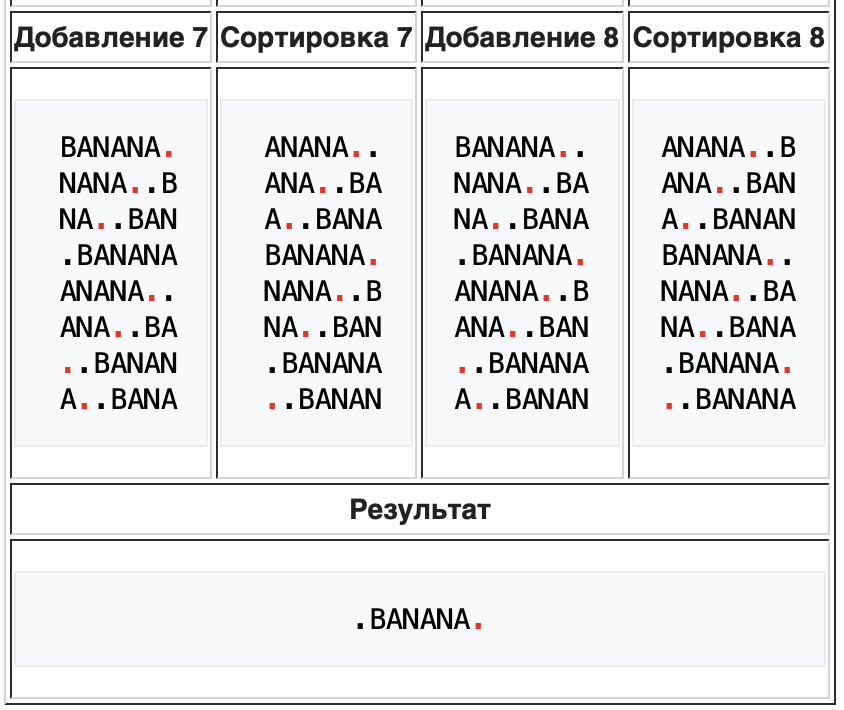 Добавление 7 Сортировка 7 Добавление 8 Сортировка 8
BANANA. ANANA.. BANANA.. ANANA..B
NANA..B ANA..BA NANA..BA ANA..BAN
NA..BAN A..BANA NA..BANA A..BANAN
.BANANA BANANA. .BANANA. BANANA..
ANANA.. NANA..B ANANA..B NANA..BA
ANA..BA NA..BAN ANA..BAN NA..BANA
..BANAN .BANANA ..BANANA .BANANA.
A..BANA ..BANAN A..BANAN ..BANANA
Результат
.BANANA.